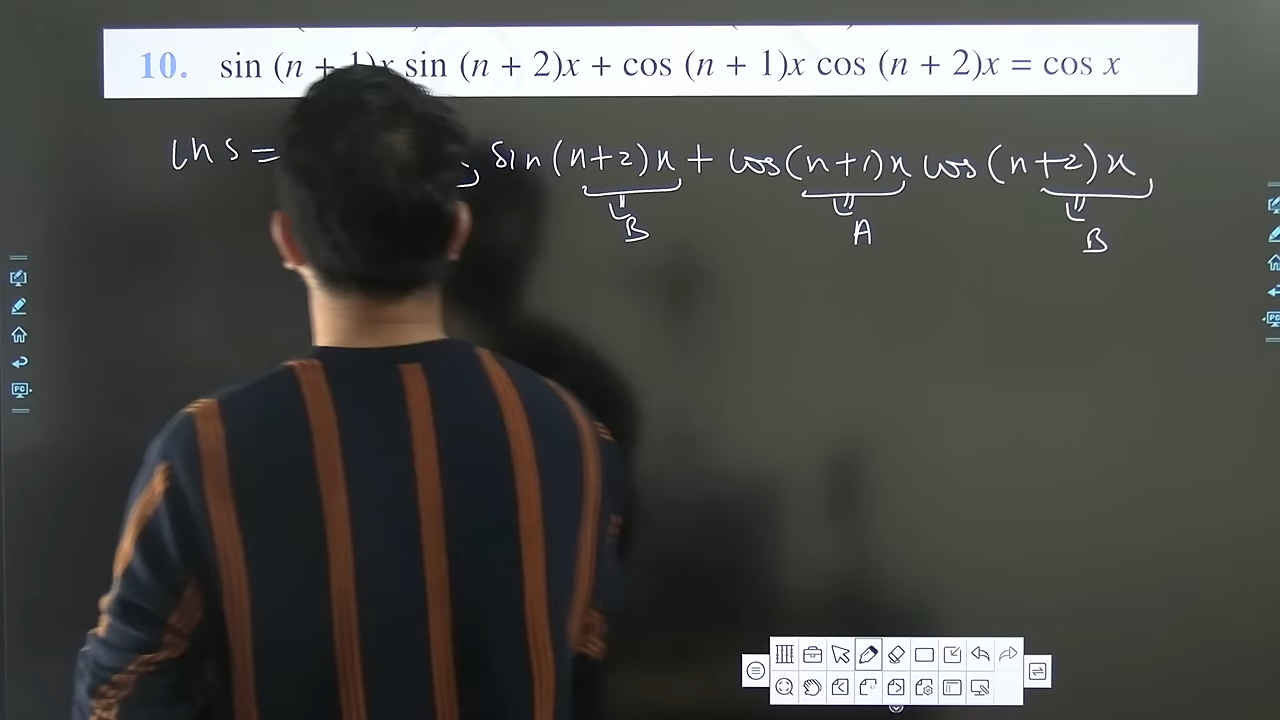 10. sin (n + 1)x sin (n + 2)x + cos (n + 1)x cos (n + 2)x = cos x
LHS = sin(n+2)x + cos(n+1)x cos(n+2)x
B A B